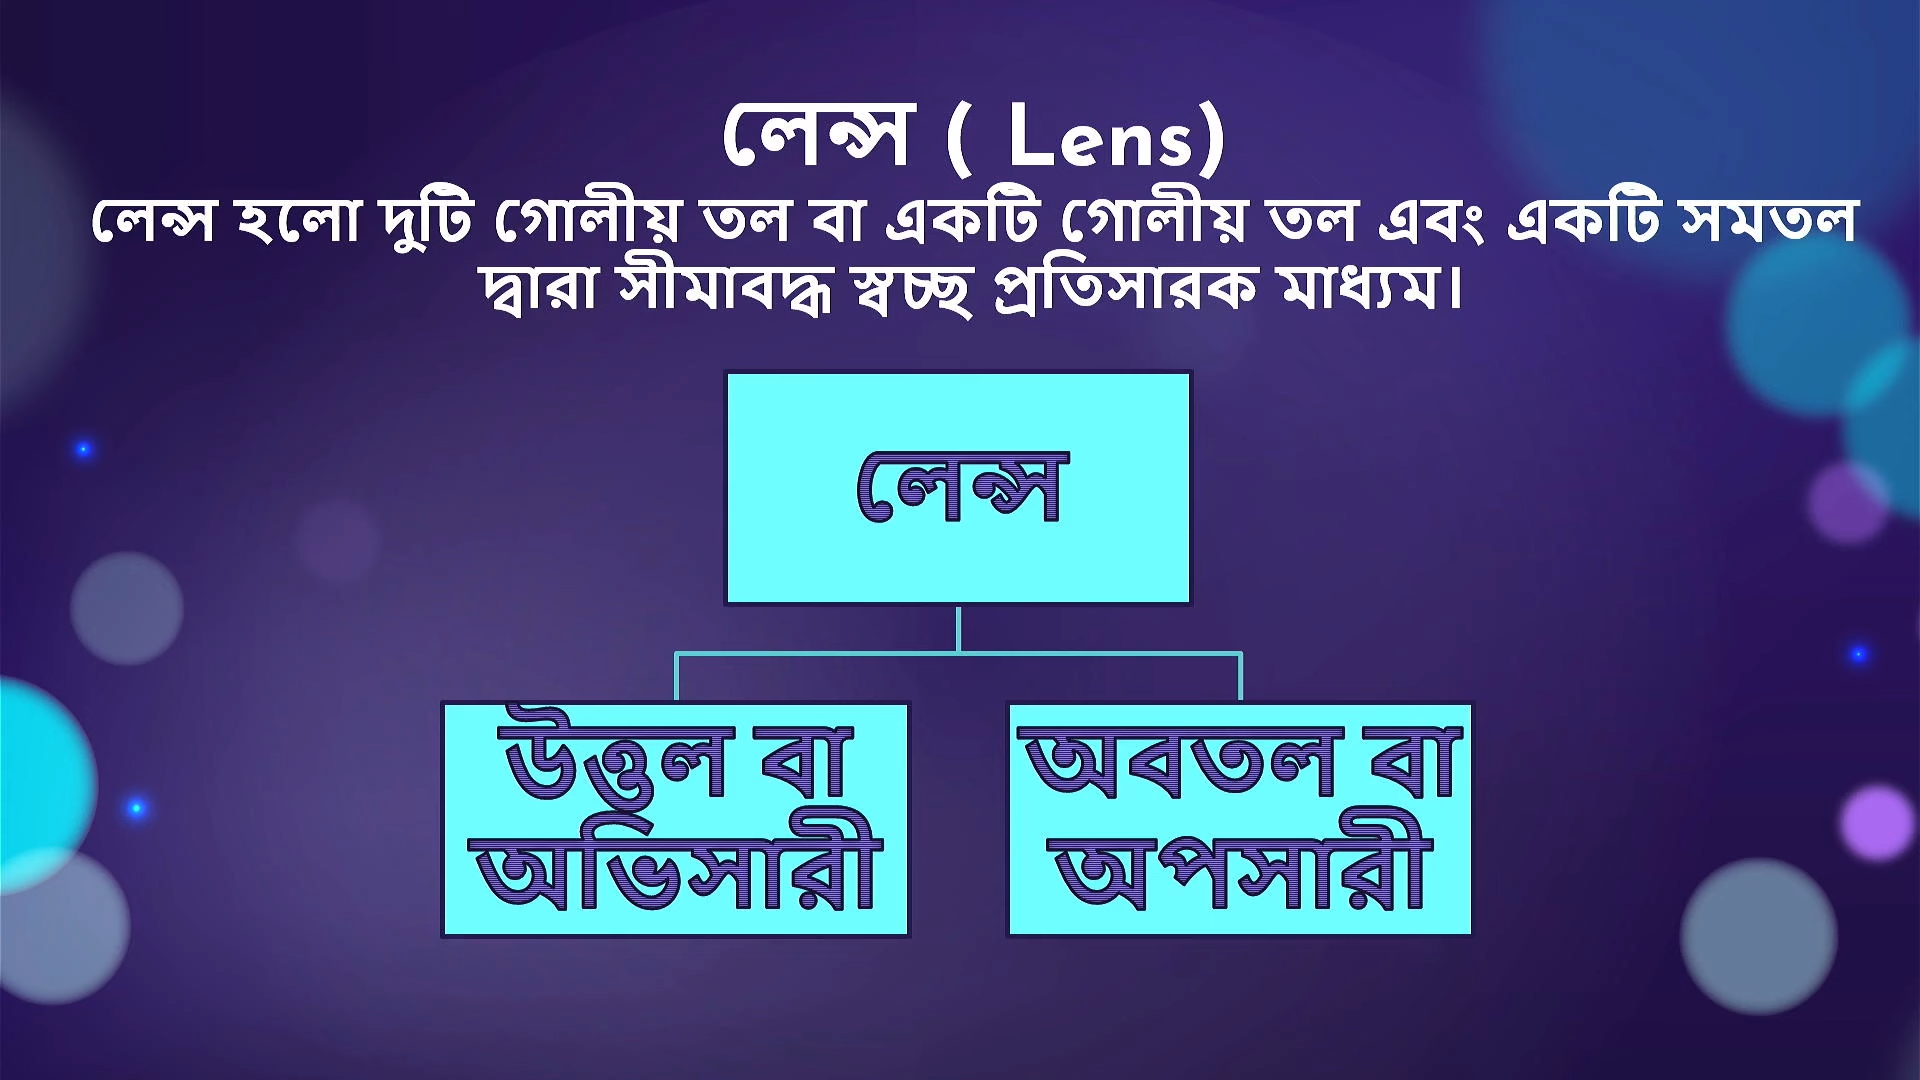 লেন্স ( Lens)
লেন্স হলো দুটি গোলীয় তল বা একটি গোলীয় তল এবং একটি সমতল
দ্বারা সীমাবদ্ধ স্বচ্ছ প্রতিসারক মাধ্যম।
লেন্স
উত্তল বা
অভিসারী
অবতল বা
অপসারী